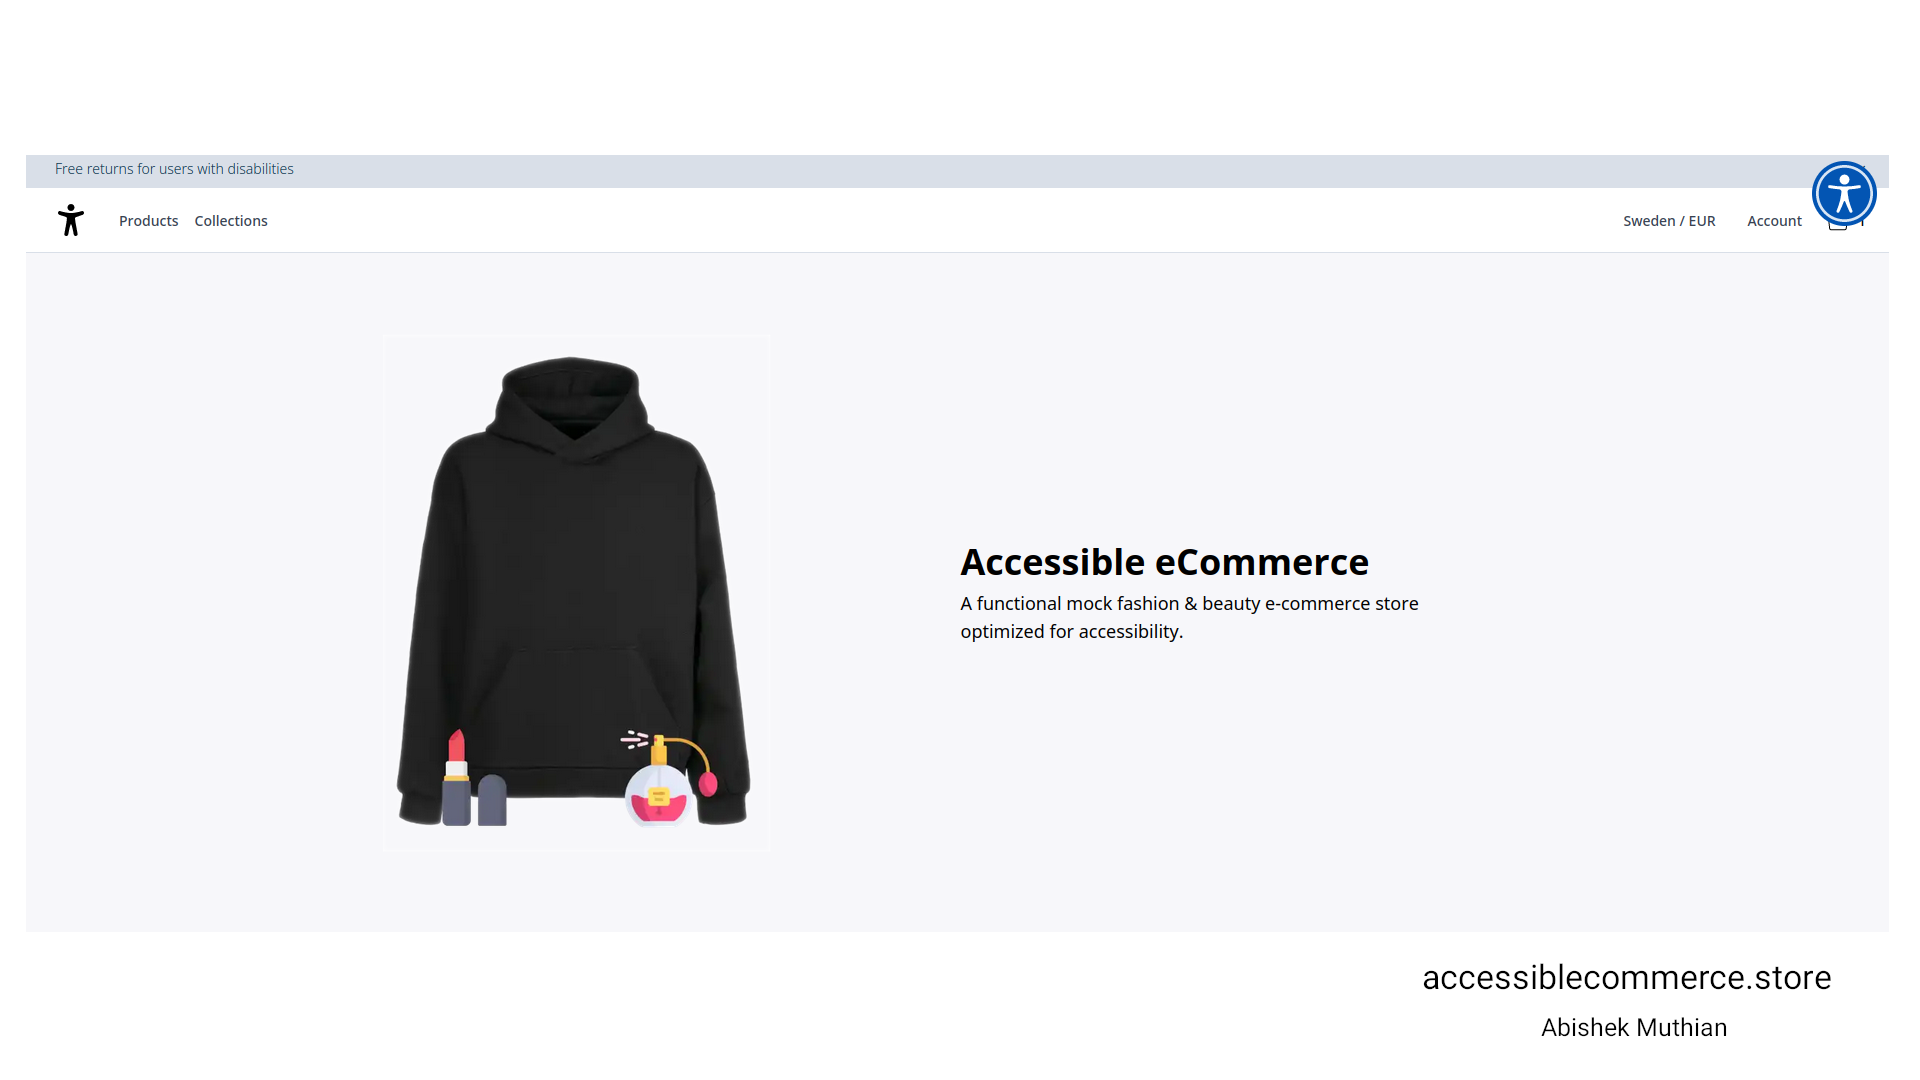 Free returns for users with disabilities
Products Collections Sweden / EUR Account
Accessible eCommerce
A functional mock fashion & beauty e-commerce store
optimized for accessibility.
accessiblecommerce.store
Abishek Muthian